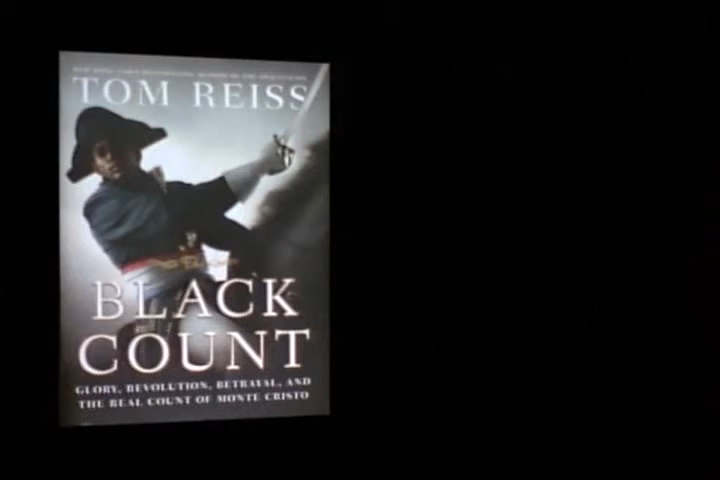 TOM REISS
BLACK
COUNT
GLORY, REVOLUTION, BETRAYAL, AND
THE REAL COUNT OF MONTE CRISTO